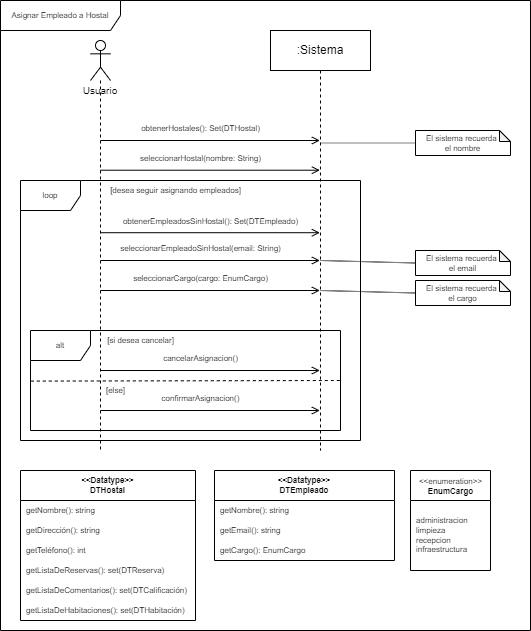 Asignar Empleado a Hostal
:Sistema
Usuario
obtenerHostales(): Set(DTHostal)
El sistema recuerda
el nombre
seleccionarHostal(nombre: String)
loop
[desea seguir asignando empleados]
obtenerEmpleadosSinHostal(): Set(DTEmpleado)
seleccionarEmpleadoSinHostal(email: String)
El sistema recuerda
el email
seleccionarCargo(cargo: EnumCargo)
El sistema recuerda
el cargo
alt
[si desea cancelar]
cancelarAsignacion()
[else]
confirmarAsignacion()
<<Datatype>>
DTHostal
getNombre(): string
getDirección(): string
getTeléfono(): int
getListaDeReservas(): set(DTReserva)
getListaDeComentarios(): set(DTCalificación)
getListaDeHabitaciones(): set(DTHabitación)
<<Datatype>>
DTEmpleado
getNombre(): string
getEmail(): string
getCargo(): EnumCargo
<<enumeration>>
EnumCargo
administracion
limpieza
recepcion
infraestructura